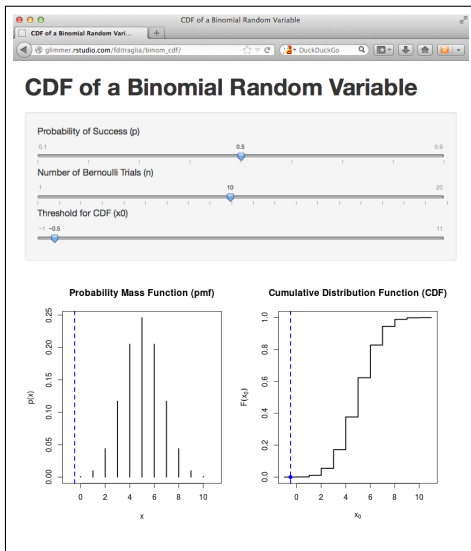 CDF of a Binomial Random Variable
CDF of a Binomial Random Vari...
glimmer.rstudio.com/fditraglia/binom_cdf/
DuckDuckGo
CDF of a Binomial Random Variable
Probability of Success (p)
0.1 0.5 0.9
Number of Bernoulli Trials (n)
1 10 20
Threshold for CDF (x0)
−1 −0.5 11
Probability Mass Function (pmf)
p(x)
0.25
0.20
0.15
0.10
0.05
0.00
0 2 4 6 8 10
x
Cumulative Distribution Function (CDF)
F(x₀)
1.0
0.8
0.6
0.4
0.2
0.0
0 2 4 6 8 10
x₀